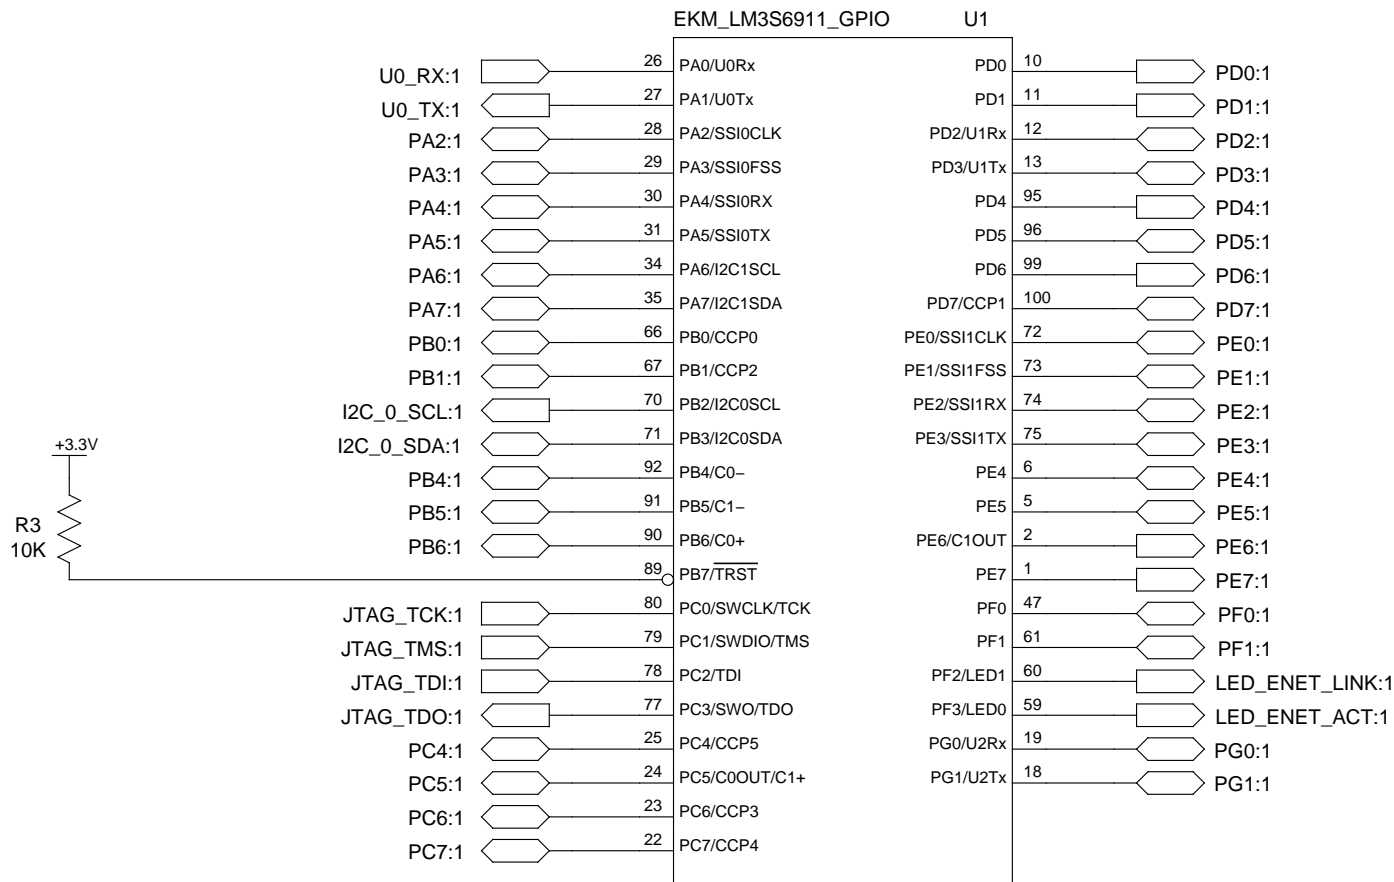 EKM_LM3S6911_GPIO U1
U0_RX:1 26 PA0/U0Rx PD0 10 PD0:1
U0_TX:1 27 PA1/U0Tx PD1 11 PD1:1
PA2:1 28 PA2/SSI0CLK PD2/U1Rx 12 PD2:1
PA3:1 29 PA3/SSI0FSS PD3/U1Tx 13 PD3:1
PA4:1 30 PA4/SSI0RX PD4 95 PD4:1
PA5:1 31 PA5/SSI0TX PD5 96 PD5:1
PA6:1 34 PA6/I2C1SCL PD6 99 PD6:1
PA7:1 35 PA7/I2C1SDA PD7/CCP1 100 PD7:1
PB0:1 66 PB0/CCP0 PE0/SSI1CLK 72 PE0:1
PB1:1 67 PB1/CCP2 PE1/SSI1FSS 73 PE1:1
I2C_0_SCL:1 70 PB2/I2C0SCL PE2/SSI1RX 74 PE2:1
+3.3V I2C_0_SDA:1 71 PB3/I2C0SDA PE3/SSI1TX 75 PE3:1
PB4:1 92 PB4/C0– PE4 6 PE4:1
R3 PB5:1 91 PB5/C1– PE5 5 PE5:1
10K PB6:1 90 PB6/C0+ PE6/C1OUT 2 PE6:1
89 PB7/TRST PE7 1 PE7:1
JTAG_TCK:1 80 PC0/SWCLK/TCK PF0 47 PF0:1
JTAG_TMS:1 79 PC1/SWDIO/TMS PF1 61 PF1:1
JTAG_TDI:1 78 PC2/TDI PF2/LED1 60 LED_ENET_LINK:1
JTAG_TDO:1 77 PC3/SWO/TDO PF3/LED0 59 LED_ENET_ACT:1
PC4:1 25 PC4/CCP5 PG0/U2Rx 19 PG0:1
PC5:1 24 PC5/C0OUT/C1+ PG1/U2Tx 18 PG1:1
PC6:1 23 PC6/CCP3
PC7:1 22 PC7/CCP4